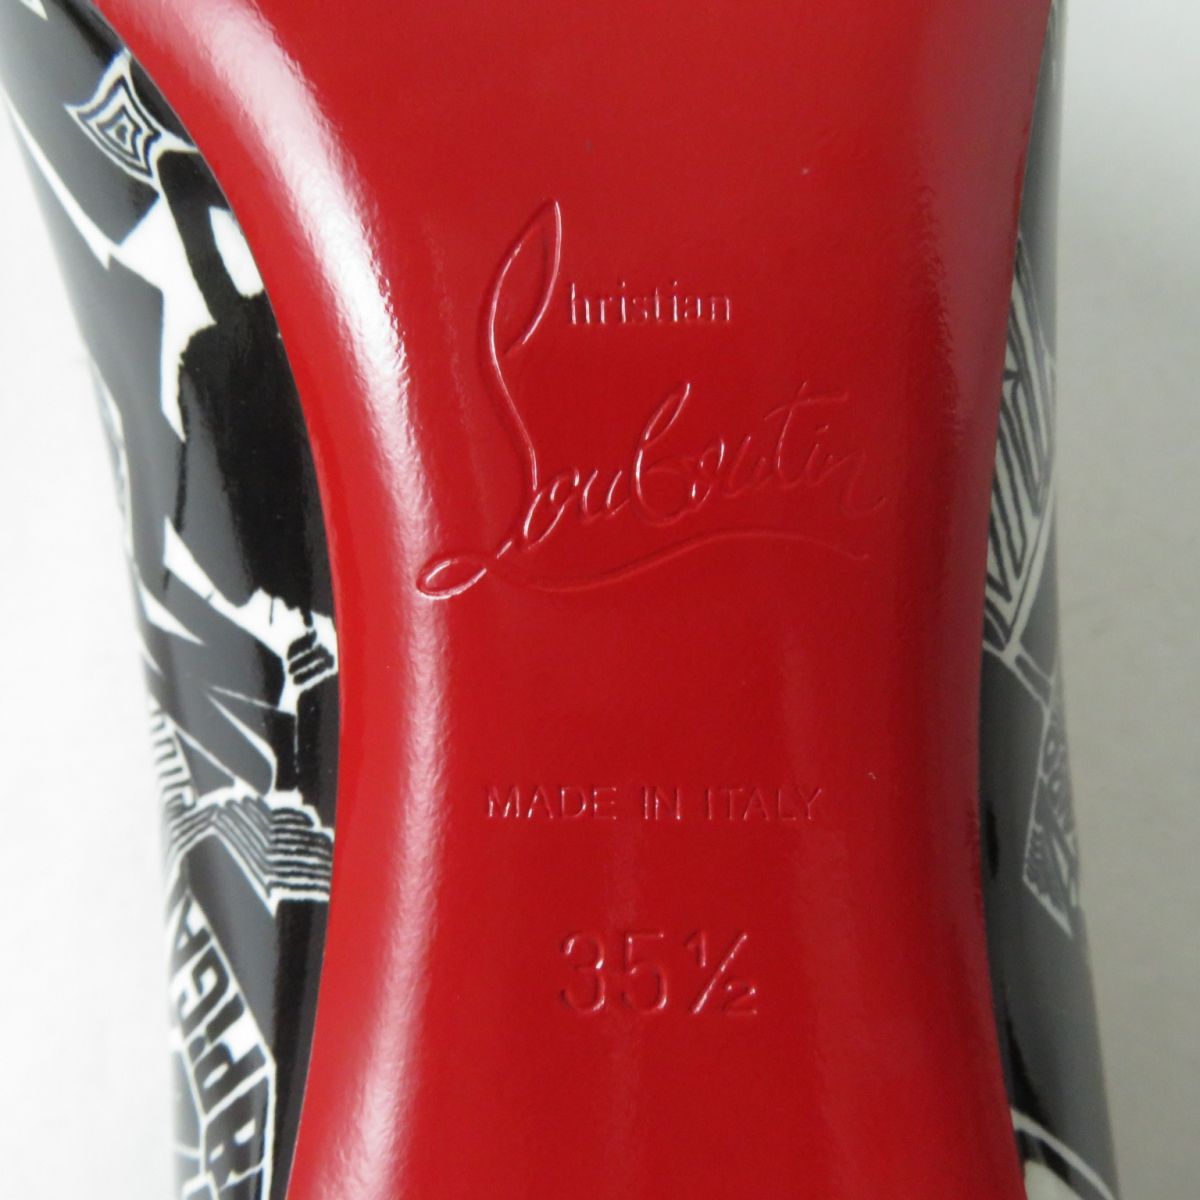 Christian
Louboutin
MADE IN ITALY
35½